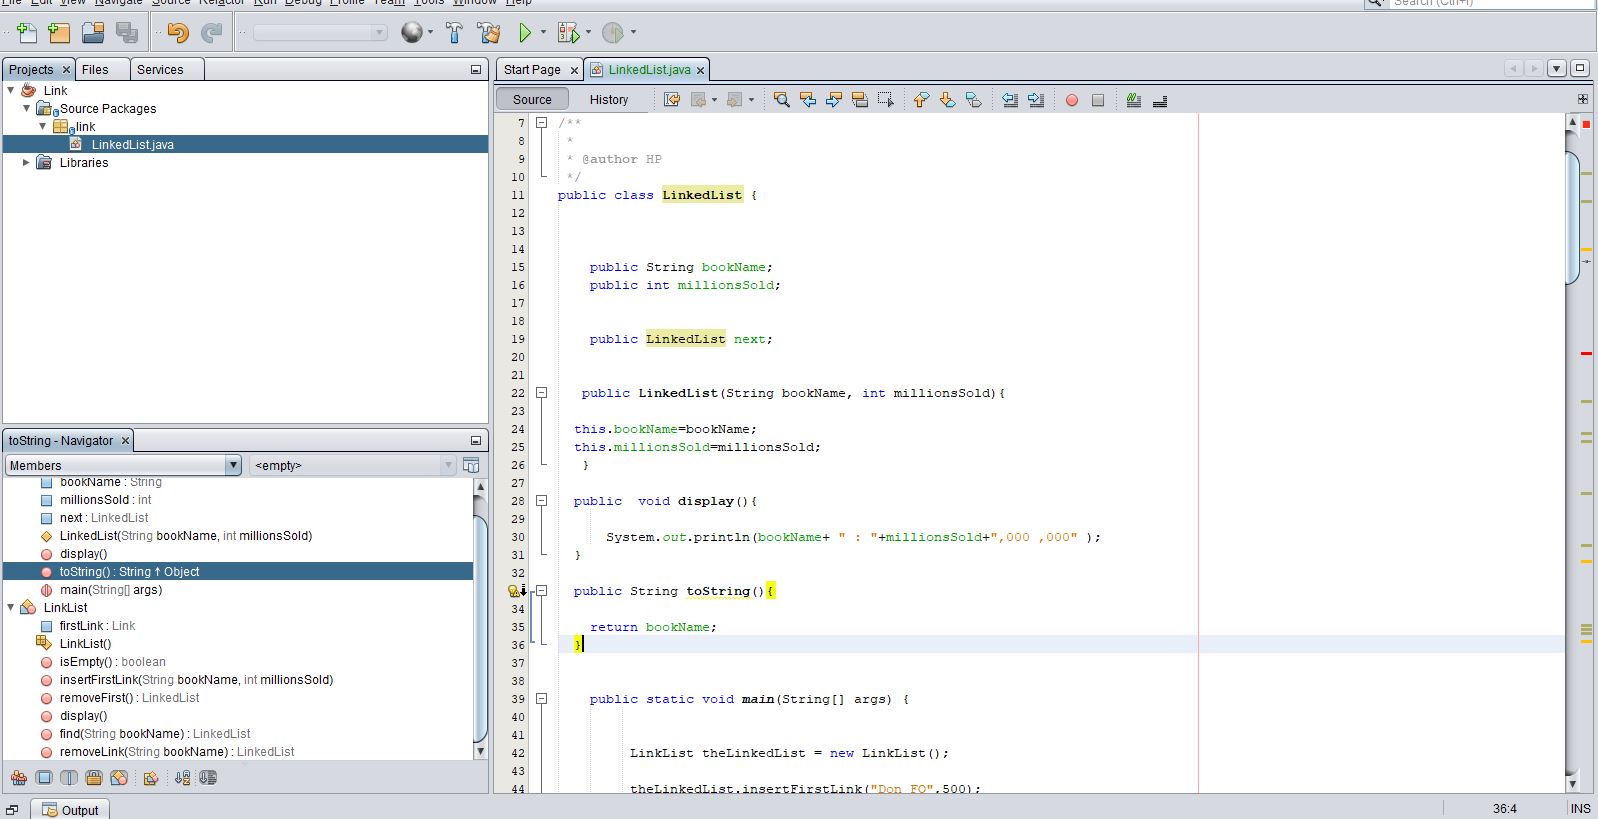 File Edit View Navigate Source Refactor Run Debug Profile Team Tools Window Help
Search (Ctrl+I)
Projects Files Services
Link
Source Packages
link
LinkedList.java
Libraries
toString - Navigator
Members <empty>
bookName : String
millionsSold : int
next : LinkedList
LinkedList(String bookName, int millionsSold)
display()
toString() : String ↑ Object
main(String[] args)
LinkList
firstLink : Link
LinkList()
isEmpty() : boolean
insertFirstLink(String bookName, int millionsSold)
removeFirst() : LinkedList
display()
find(String bookName) : LinkedList
removeLink(String bookName) : LinkedList
Output
Start Page LinkedList.java
Source History
7 /**
8 *
9 * @author HP
10 */
11 public class LinkedList {
12
13
14
15 public String bookName;
16 public int millionsSold;
17
18
19 public LinkedList next;
20
21
22 public LinkedList(String bookName, int millionsSold){
23
24 this.bookName=bookName;
25 this.millionsSold=millionsSold;
26 }
27
28 public void display(){
29
30 System.out.println(bookName+ " : "+millionsSold+",000 ,000" );
31 }
32
public String toString(){
34
35 return bookName;
36 }
37
38
39 public static void main(String[] args) {
40
41
42 LinkList theLinkedList = new LinkList();
43
44 theLinkedList.insertFirstLink("Don FO",500);
36:4 INS